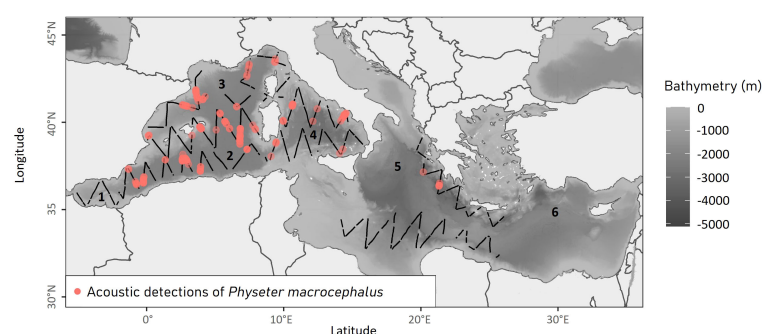 45°N
40°N
35
30°N
Longitude
3
4
2
1
5
6
Acoustic detections of Physeter macrocephalus
0°
10°E
20°E
30°E
Latitude
Bathymetry (m)
0
-1000
-2000
-3000
-4000
-5000